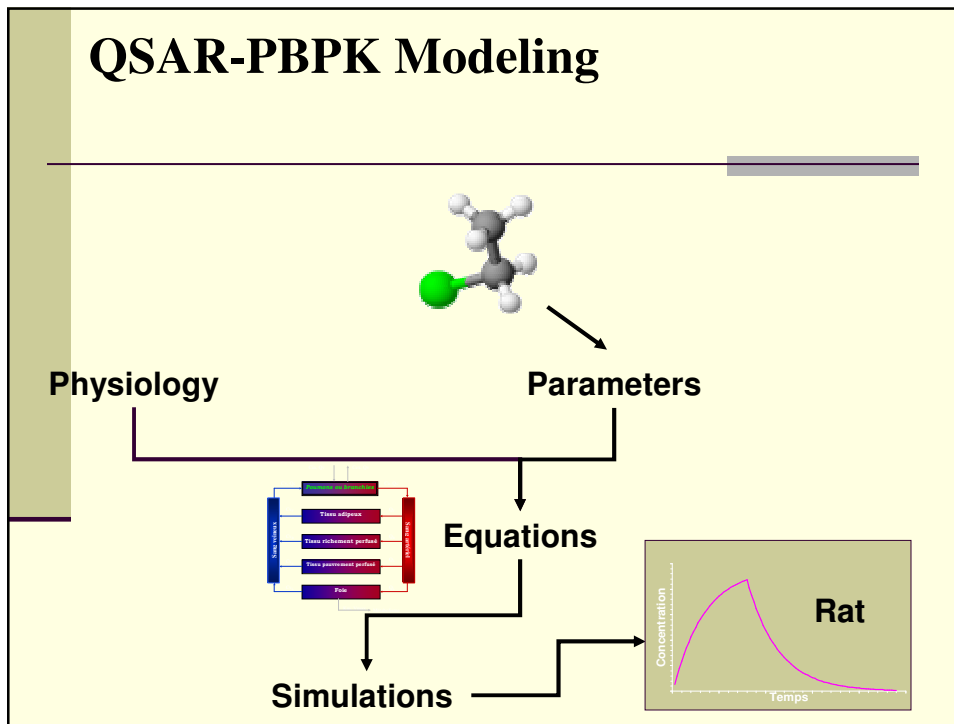 QSAR-PBPK Modeling
Physiology
Parameters
Poumons ou branchies
Sang veineux
Tissu adipeux
Tissu richement perfusé
Tissu pauvrement perfusé
Foie
Sang artériel
Equations
Simulations
Concentration
Rat
Temps